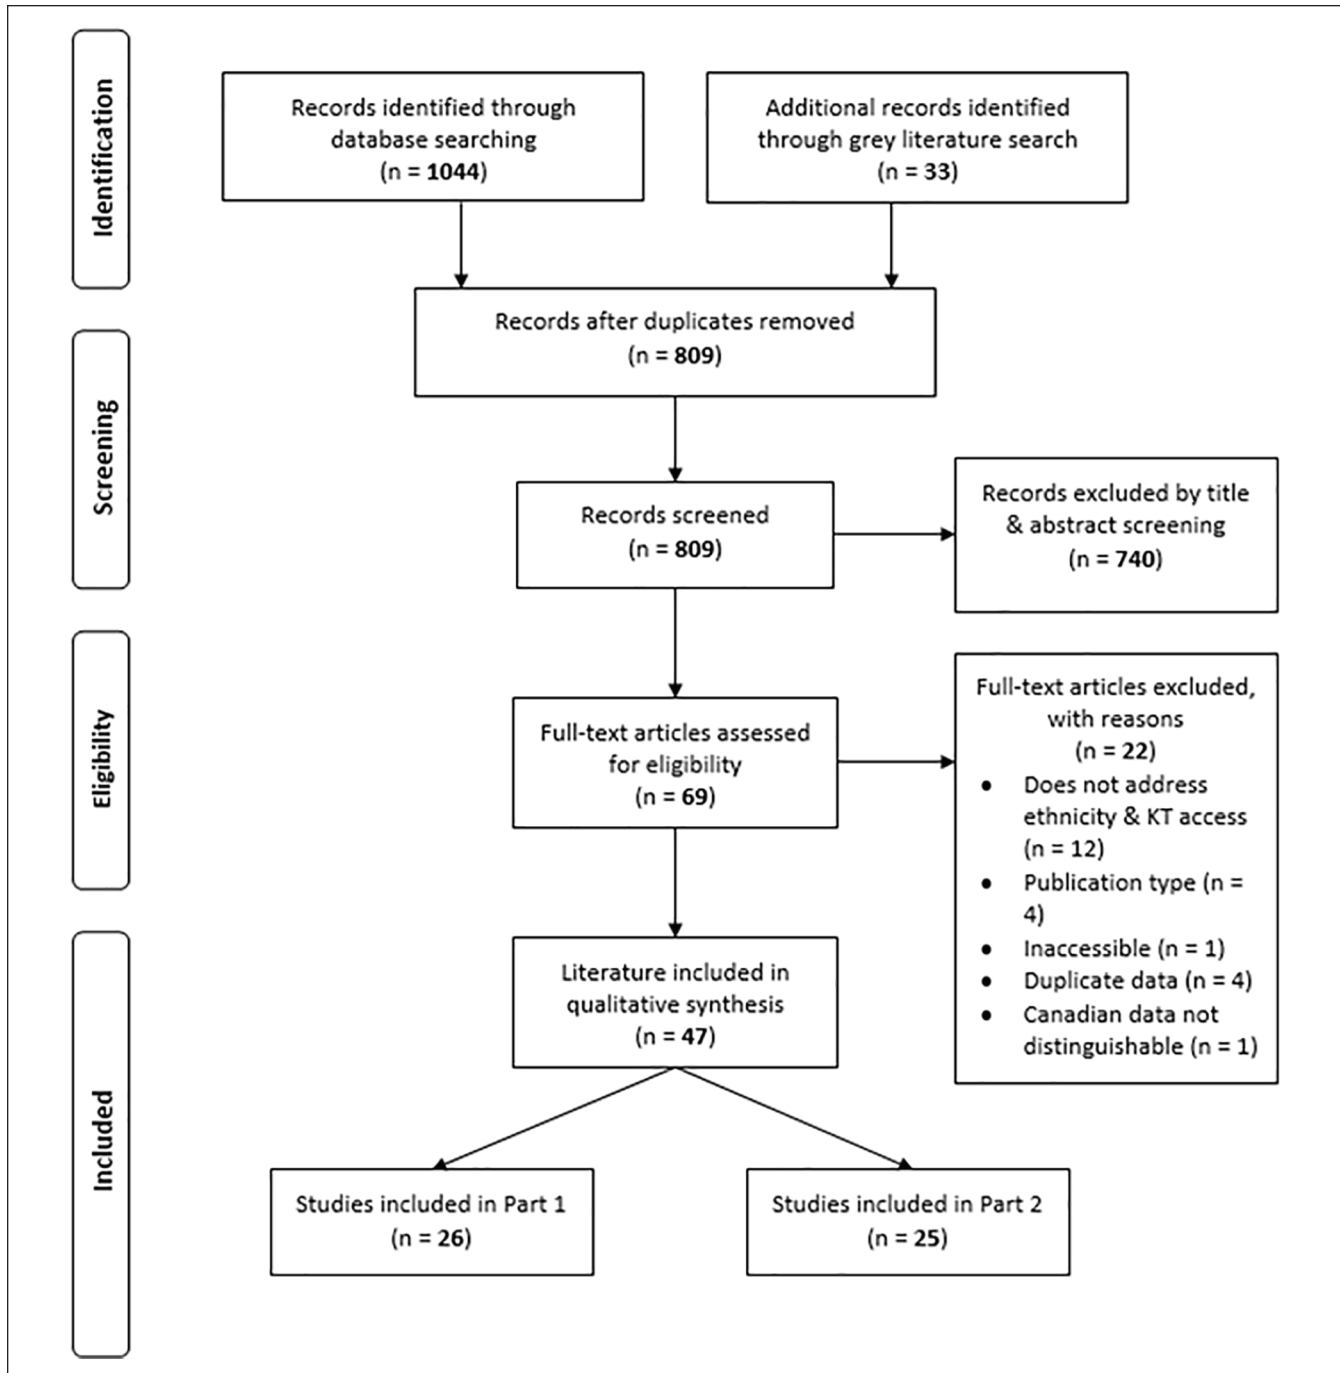 Identification
Records identified through
database searching
(n = 1044)
Additional records identified
through grey literature search
(n = 33)
Records after duplicates removed
(n = 809)
Screening
Records screened
(n = 809)
Records excluded by title
& abstract screening
(n = 740)
Eligibility
Full-text articles assessed
for eligibility
(n = 69)
Full-text articles excluded,
with reasons
(n = 22)
• Does not address
ethnicity & KT access
(n = 12)
• Publication type (n =
4)
• Inaccessible (n = 1)
• Duplicate data (n = 4)
• Canadian data not
distinguishable (n = 1)
Included
Literature included in
qualitative synthesis
(n = 47)
Studies included in Part 1
(n = 26)
Studies included in Part 2
(n = 25)